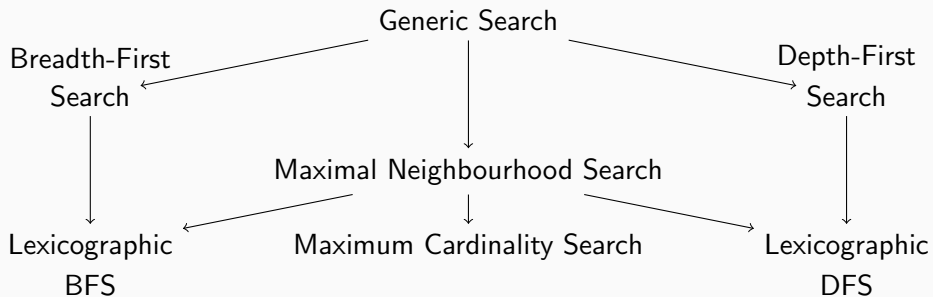 Generic Search
Breadth-First
Search
Depth-First
Search
Maximal Neighbourhood Search
Lexicographic
BFS
Maximum Cardinality Search
Lexicographic
DFS